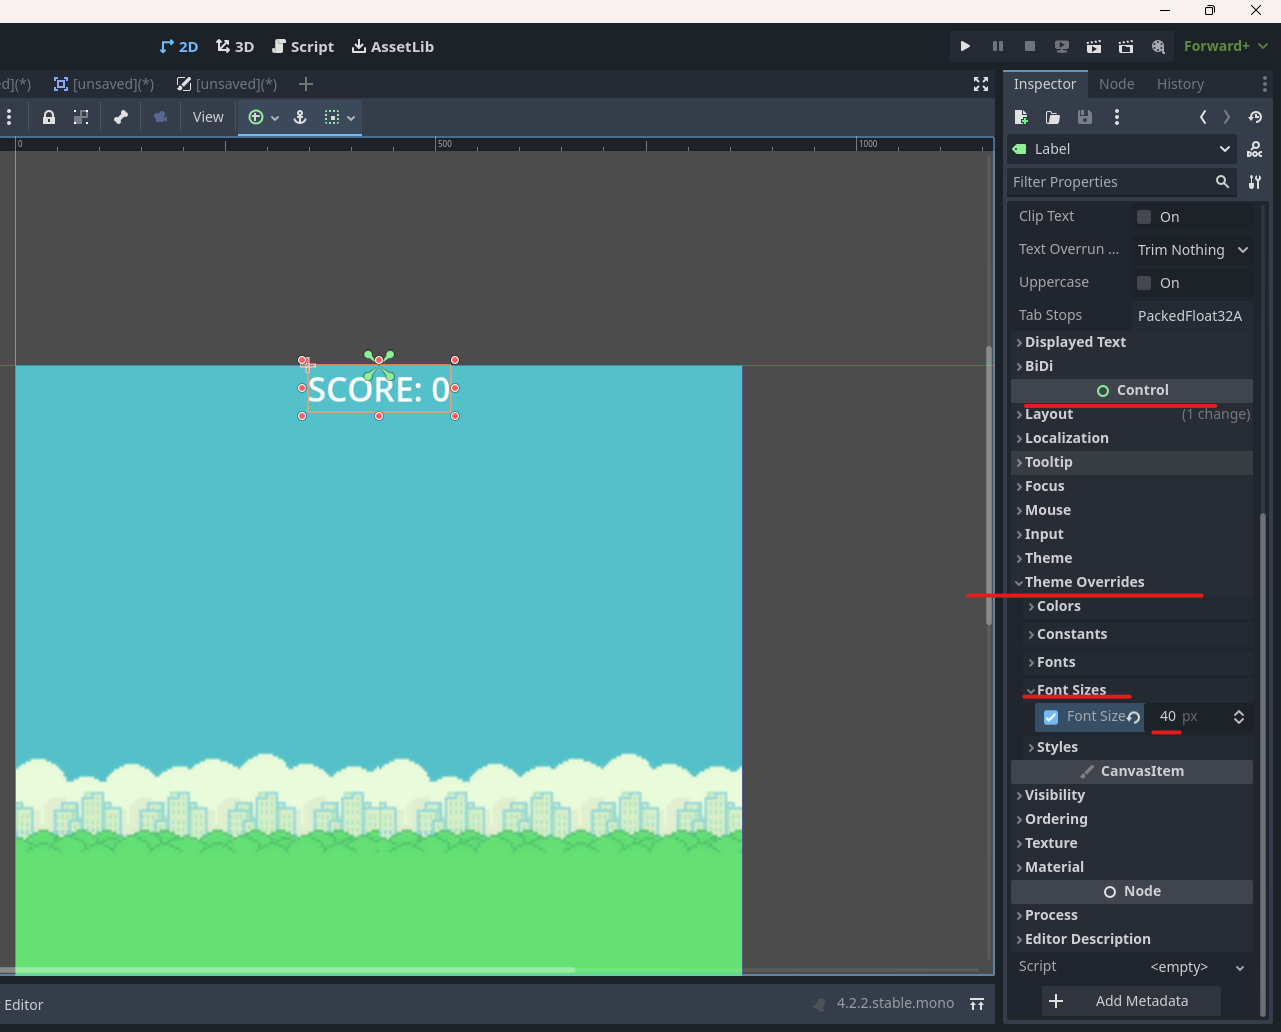 2D 3D Script AssetLib Forward+
ed](*) [unsaved](*) [unsaved](*) Inspector Node History
View
0 500 1000
Label
Filter Properties
Clip Text On
Text Overrun ... Trim Nothing
Uppercase On
Tab Stops PackedFloat32A
Displayed Text
BiDi
Control
Layout (1 change)
Localization
Tooltip
Focus
Mouse
Input
Theme
Theme Overrides
Colors
Constants
Fonts
Font Sizes
Font Size 40 px
Styles
CanvasItem
Visibility
Ordering
Texture
Material
Node
Process
Editor Description
Script <empty>
Add Metadata
SCORE: 0
Editor 4.2.2.stable.mono